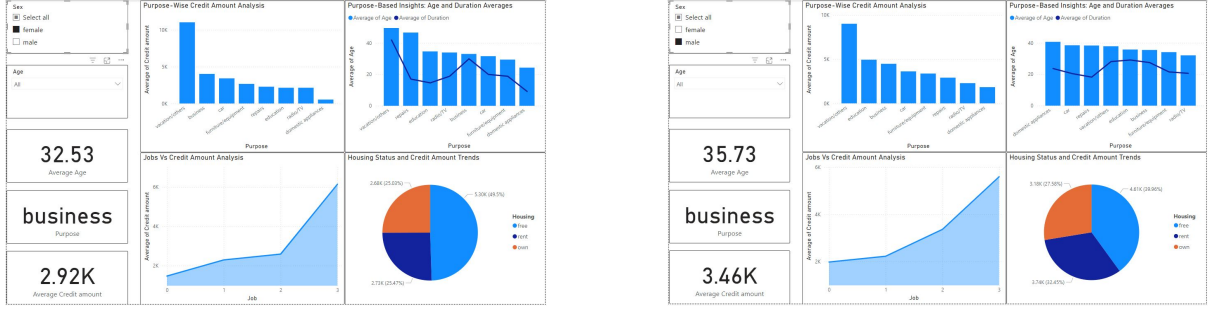 Sex
Select all
female
male
Age
All
32.53
Average Age
business
Purpose
2.92K
Average Credit amount
Purpose-Wise Credit Amount Analysis
Average of Credit amount
10K
5K
0K
vacation/others
business
car
furniture/equipment
repairs
education
radio/TV
domestic appliances
Purpose
Purpose-Based Insights: Age and Duration Averages
Average of Age
Average of Duration
Average of Age
40
20
0
vacation/others
repairs
education
radio/TV
business
car
furniture/equipment
domestic appliances
Purpose
Jobs Vs Credit Amount Analysis
Average of Credit amount
6K
4K
2K
0
1
2
3
Job
Housing Status and Credit Amount Trends
2.68K (25.03%)
5.30K (49.5%)
2.73K (25.47%)
Housing
free
rent
own
Sex
Select all
female
male
Age
All
35.73
Average Age
business
Purpose
3.46K
Average Credit amount
Purpose-Wise Credit Amount Analysis
Average of Credit amount
10K
5K
0K
vacation/others
education
business
furniture/equipment
car
repairs
radio/TV
domestic appliances
Purpose
Purpose-Based Insights: Age and Duration Averages
Average of Age
Average of Duration
Average of Age
40
20
0
domestic appliances
car
repairs
vacation/others
education
business
furniture/equipment
radio/TV
Purpose
Jobs Vs Credit Amount Analysis
Average of Credit amount
6K
4K
2K
0
1
2
3
Job
Housing Status and Credit Amount Trends
3.18K (27.58%)
4.61K (39.96%)
3.74K (32.45%)
Housing
free
rent
own